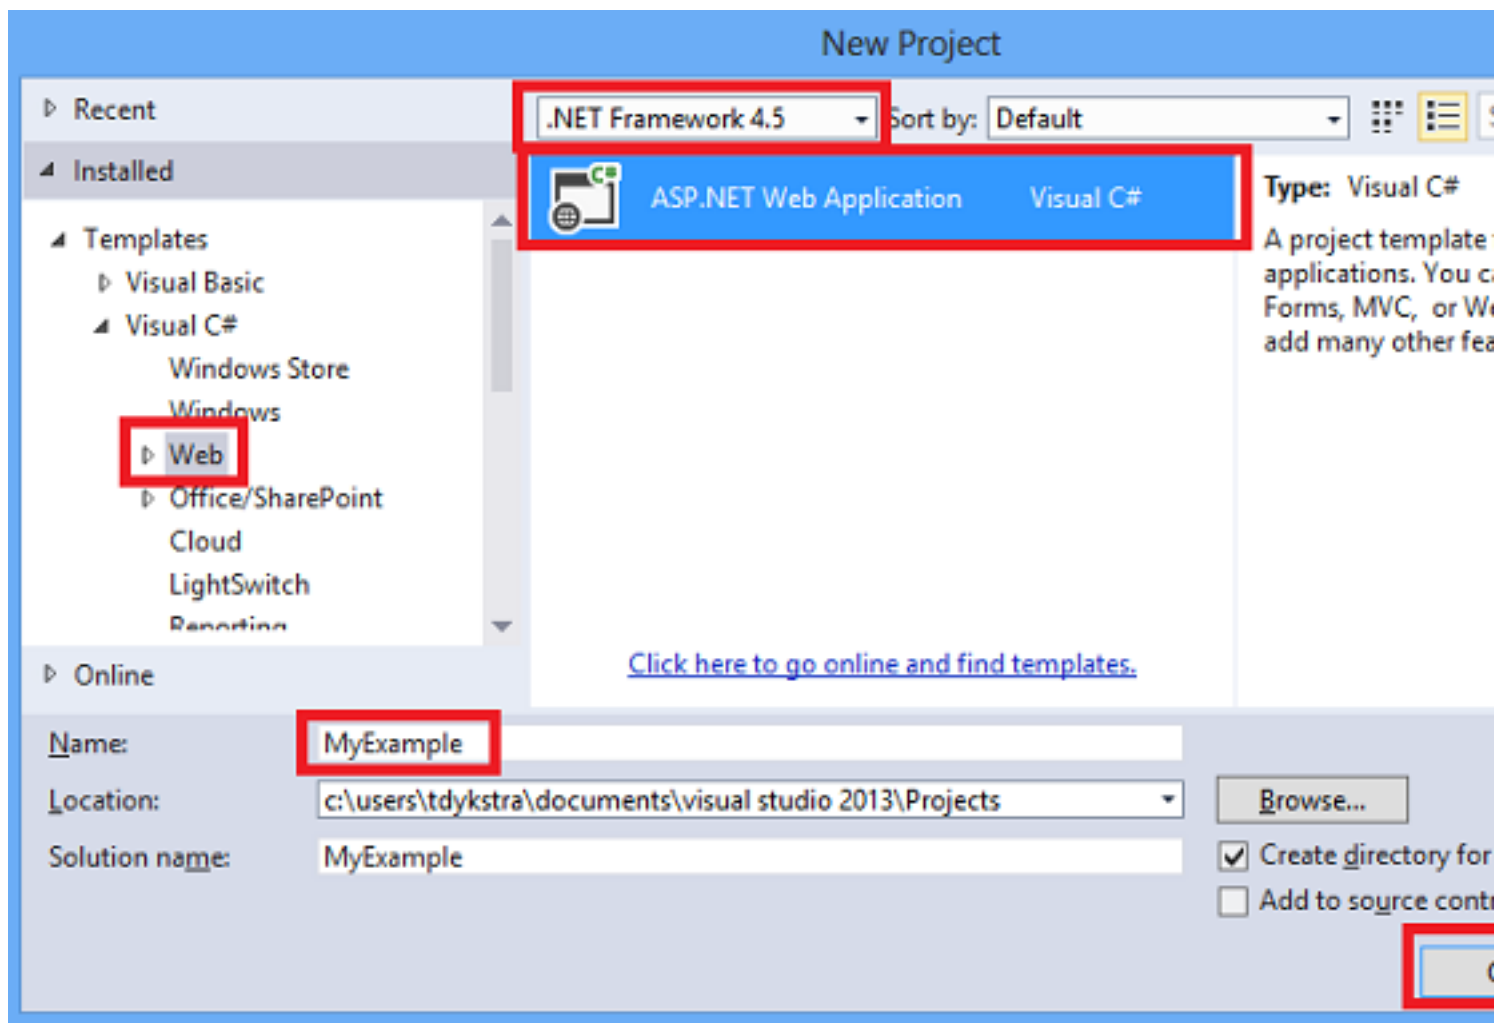 New Project
Recent
Installed
Templates
Visual Basic
Visual C#
Windows Store
Windows
Web
Office/SharePoint
Cloud
LightSwitch
Reporting
Online
.NET Framework 4.5
Sort by: Default
C#
ASP.NET Web Application Visual C#
Click here to go online and find templates.
Type: Visual C#
A project template
applications. You
Forms, MVC, or
add many other
Name: MyExample
Location: c:\users\tdykstra\documents\visual studio 2013\Projects
Browse...
Solution name: MyExample
Create directory for
Add to source